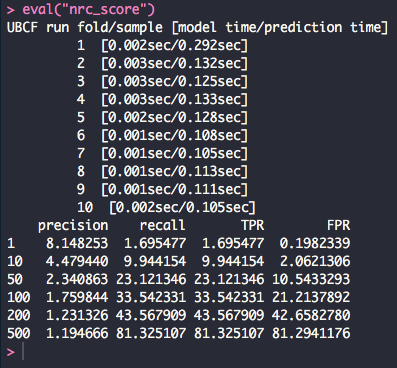 > eval("nrc_score")
UBCF run fold/sample [model time/prediction time]
1 [0.002sec/0.292sec]
2 [0.003sec/0.132sec]
3 [0.003sec/0.125sec]
4 [0.003sec/0.133sec]
5 [0.002sec/0.128sec]
6 [0.001sec/0.108sec]
7 [0.001sec/0.105sec]
8 [0.001sec/0.113sec]
9 [0.001sec/0.111sec]
10 [0.002sec/0.105sec]
precision recall TPR FPR
1 8.148253 1.695477 1.695477 0.1982339
10 4.479440 9.944154 9.944154 2.0621306
50 2.340863 23.121346 23.121346 10.5433293
100 1.759844 33.542331 33.542331 21.2137892
200 1.231326 43.567909 43.567909 42.6582780
500 1.194666 81.325107 81.325107 81.2941176
>